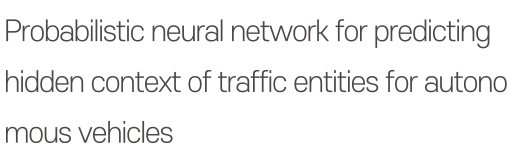 Probabilistic neural network for predicting
hidden context of traffic entities for autono
mous vehicles